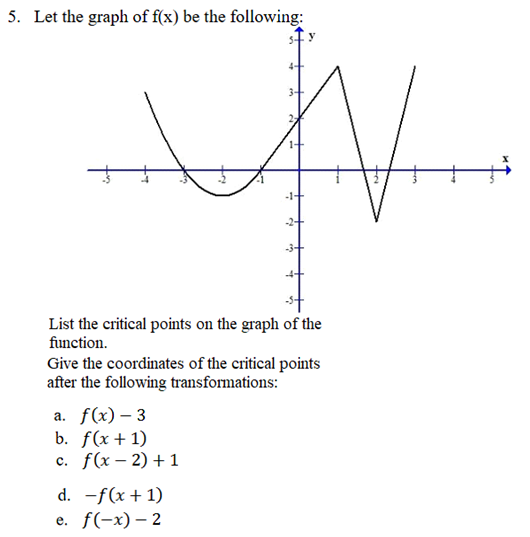 5. Let the graph of f(x) be the following:
y
5
4
3
2
1
x
-5 -4 -3 -2 -1 1 2 3 4 5
-1
-2
-3
-4
-5
List the critical points on the graph of the
function.
Give the coordinates of the critical points
after the following transformations:
a. f(x) − 3
b. f(x + 1)
c. f(x − 2) + 1
d. −f(x + 1)
e. f(−x) − 2